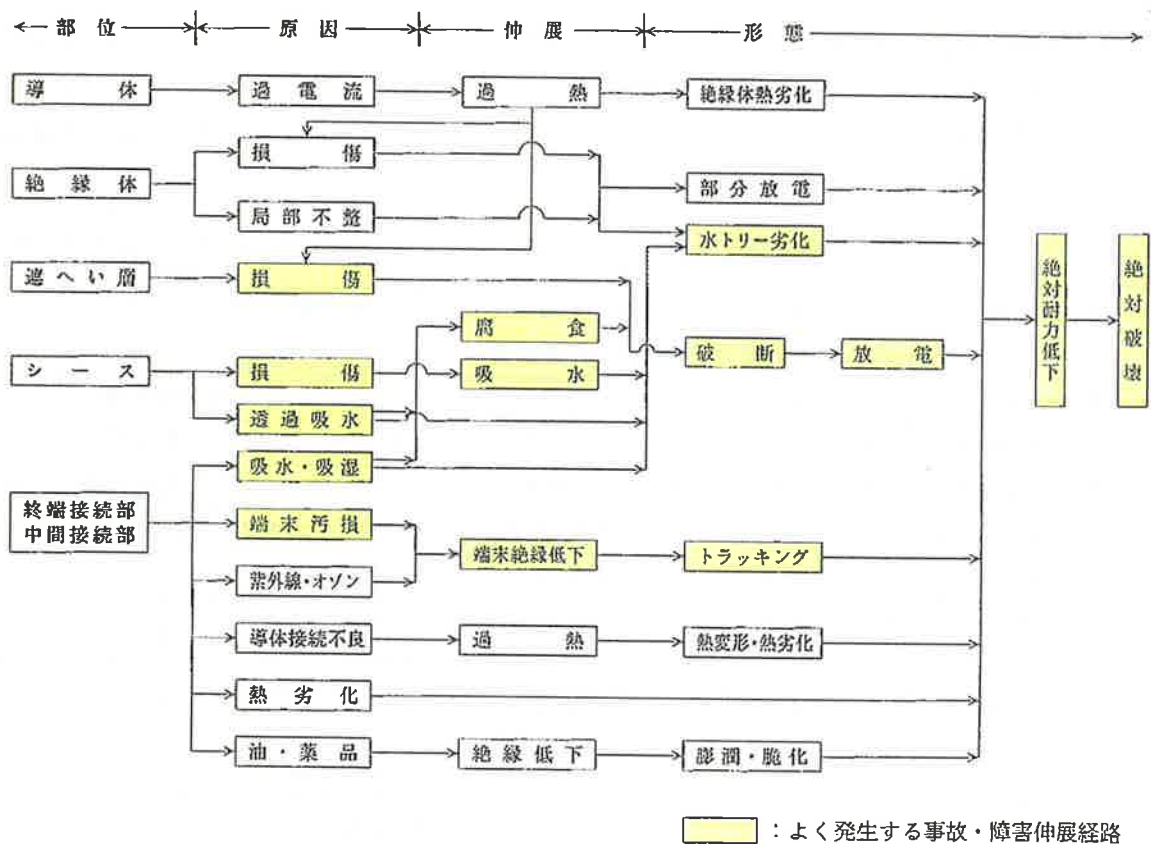 部位
原因
伸展
形態
導体
過電流
過熱
絶縁体熱劣化
絶縁体
損傷
局部不整
部分放電
水トリー劣化
遮へい層
損傷
腐食
破断
放電
シース
損傷
吸水
透過吸水
吸水・吸湿
終端接続部
中間接続部
端末汚損
紫外線・オゾン
端末絶縁低下
トラッキング
導体接続不良
過熱
熱変形・熱劣化
熱劣化
油・薬品
絶縁低下
膨潤・脆化
絶対耐力低下
絶対破壊
：よく発生する事故・障害伸展経路